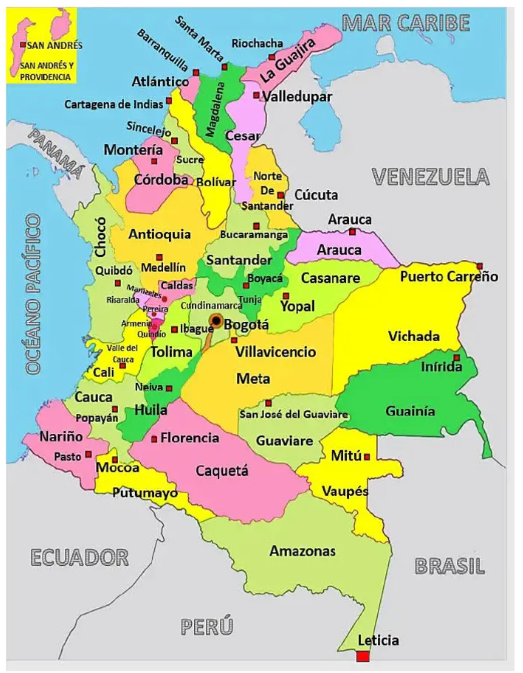 MAR CARIBE
SAN ANDRÉS
SAN ANDRÉS Y
PROVIDENCIA
Santa Marta
Barranquilla
Riochacha
La Guajira
Atlántico
Magdalena
Valledupar
Cartagena de Indias
Cesar
Sincelejo
PANAMÁ
Montería
Sucre
Córdoba
Bolívar
Norte
De
Santander
Cúcuta
VENEZUELA
OCÉANO PACÍFICO
Chocó
Antioquia
Bucaramanga
Arauca
Arauca
Medellín
Santander
Quibdó
Boyacá
Casanare
Puerto Carreño
Caldas
Manizales
Risaralda
Pereira
Cundinamarca
Tunja
Yopal
Armenia
Quindio
Ibague
Bogotá
Vichada
Valle del
Cauca
Cali
Tolima
Villavicencio
Inírida
Meta
Neiva
Cauca
Huila
Popayán
San José del Guaviare
Guainía
Nariño
Florencia
Guaviare
Mitú
Pasto
Mocoa
Caquetá
Putumayo
Vaupés
ECUADOR
Amazonas
BRASIL
PERÚ
Leticia